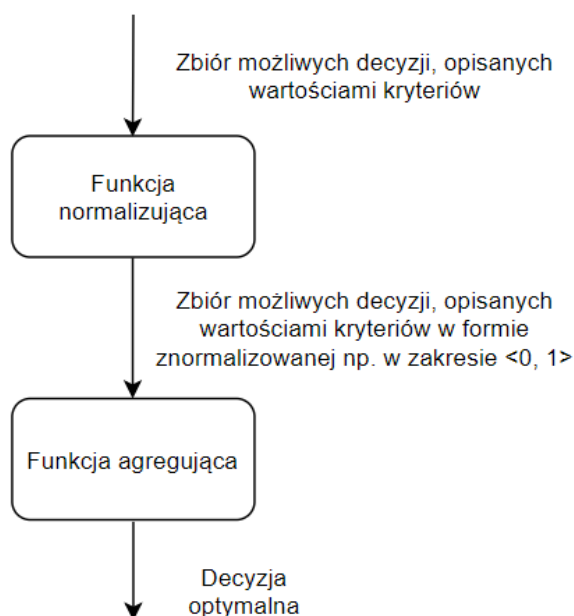 Zbiór możliwych decyzji, opisanych
wartościami kryteriów
Funkcja
normalizująca
Zbiór możliwych decyzji, opisanych
wartościami kryteriów w formie
znormalizowanej np. w zakresie <0, 1>
Funkcja agregująca
Decyzja
optymalna